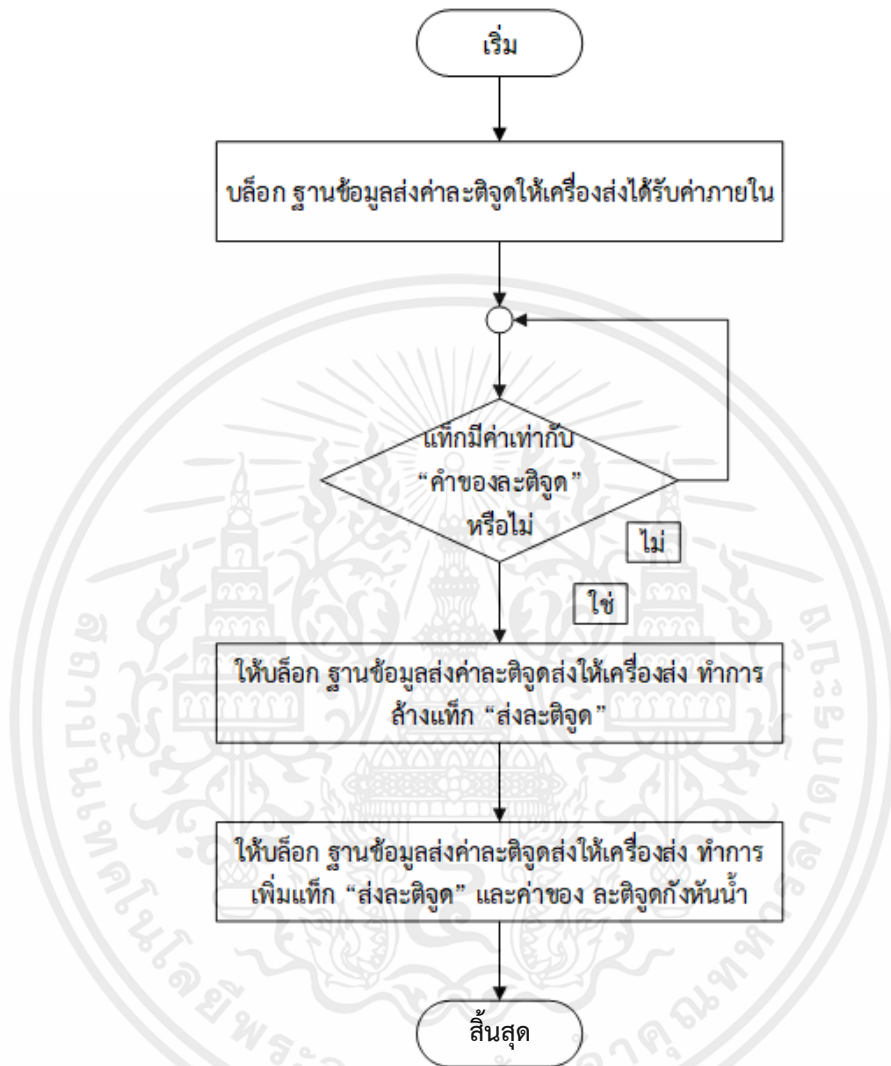 เริ่ม
บล็อก ฐานข้อมูลส่งค่าละติจูดให้เครื่องส่งได้รับค่าภายใน
แท็กมีค่าเท่ากับ
“คำของละติจูด”
หรือไม่
ไม่
ใช่
ให้บล็อก ฐานข้อมูลส่งค่าละติจูดส่งให้เครื่องส่ง ทำการ
ล้างแท็ก “ส่งละติจูด”
ให้บล็อก ฐานข้อมูลส่งค่าละติจูดส่งให้เครื่องส่ง ทำการ
เพิ่มแท็ก “ส่งละติจูด” และค่าของ ละติจูดกังหันน้ำ
สิ้นสุด